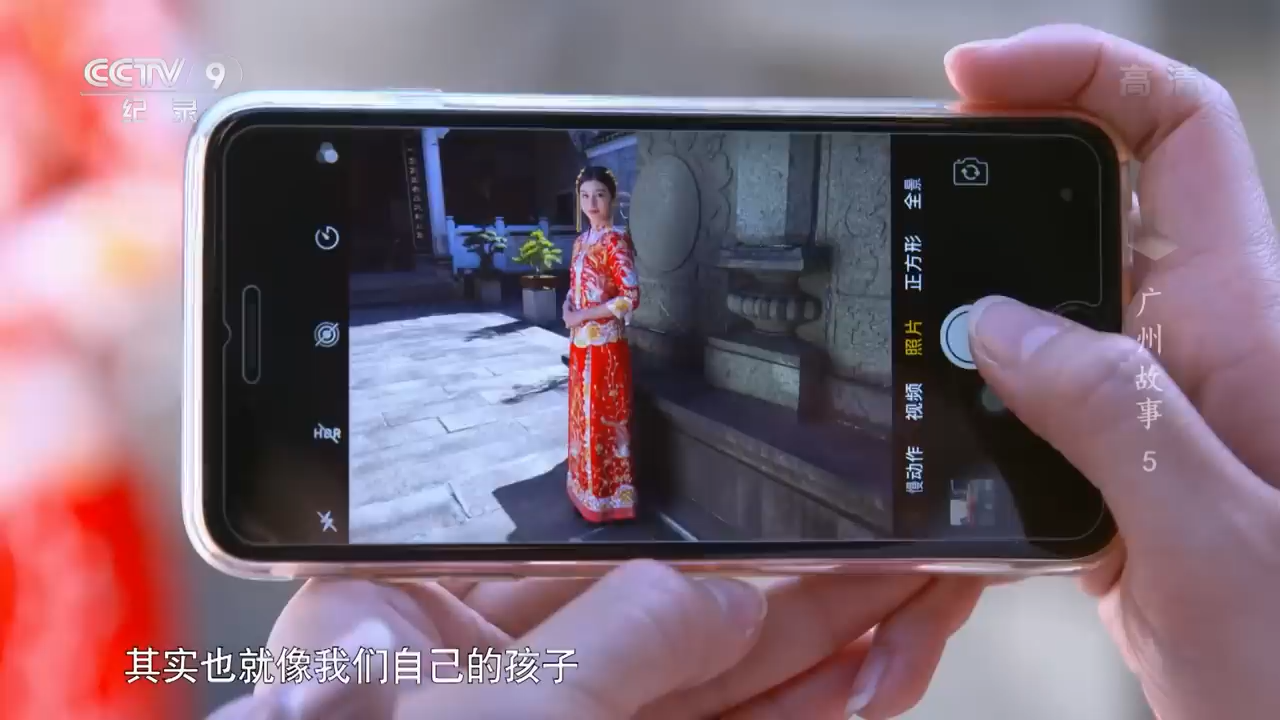 CCTV 9
纪录
高清
HDR
全景
正方形
照片
视频
慢动作
广州故事 5
其实也就像我们自己的孩子